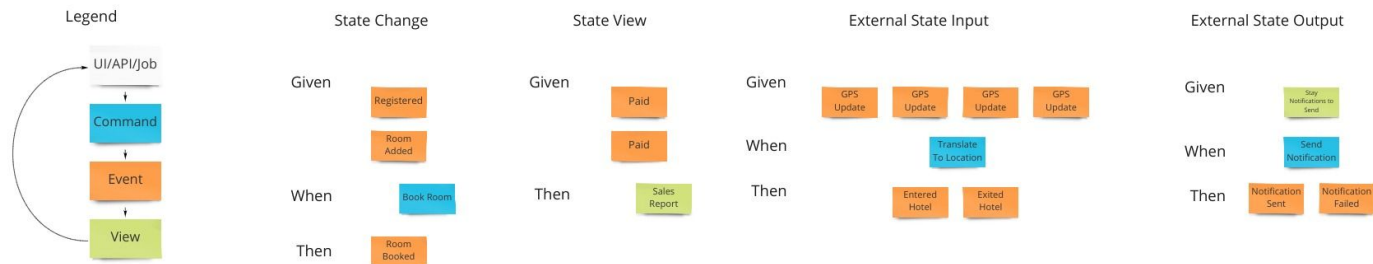 Legend
UI/API/Job
Command
Event
View
State Change
Given
Registered
Room
Added
When
Book Room
Then
Room
Booked
State View
Given
Paid
Paid
Then
Sales
Report
External State Input
Given
GPS
Update
GPS
Update
GPS
Update
GPS
Update
When
Translate
To Location
Then
Entered
Hotel
Exited
Hotel
External State Output
Given
Stay
Notifications to
Send
When
Send
Notification
Then
Notification
Sent
Notification
Failed